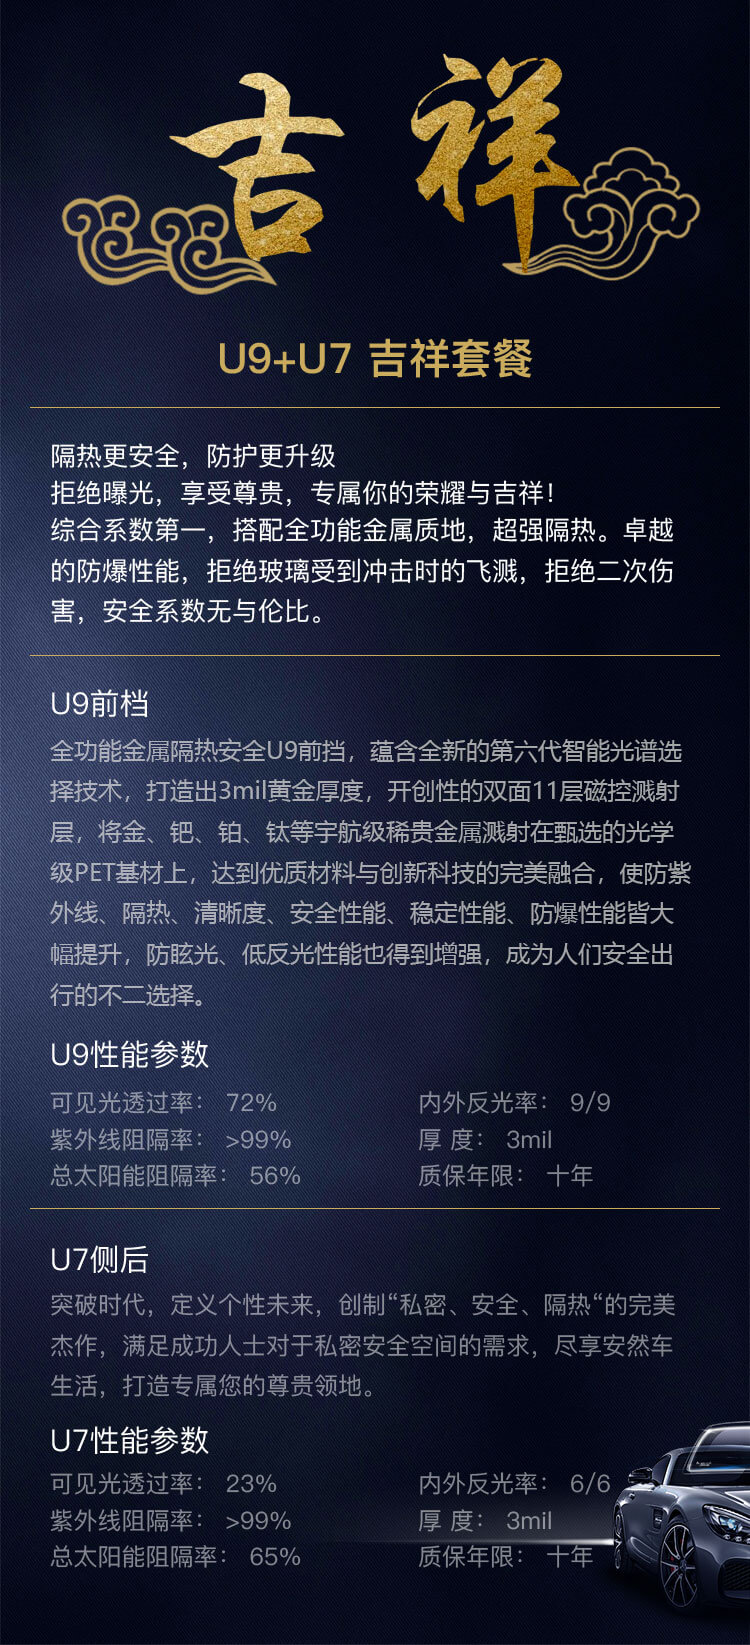 吉祥
U9+U7 吉祥套餐
隔热更安全，防护更升级
拒绝曝光，享受尊贵，专属你的荣耀与吉祥！
综合系数第一，搭配全功能金属质地，超强隔热。卓越
的防爆性能，拒绝玻璃受到冲击时的飞溅，拒绝二次伤
害，安全系数无与伦比。
U9前档
全功能金属隔热安全U9前挡，蕴含全新的第六代智能光谱选
择技术，打造出3mil黄金厚度，开创性的双面11层磁控溅射
层，将金、钯、铂、钛等宇航级稀贵金属溅射在甄选的光学
级PET基材上，达到优质材料与创新科技的完美融合，使防紫
外线、隔热、清晰度、安全性能、稳定性能、防爆性能皆大
幅提升，防眩光、低反光性能也得到增强，成为人们安全出
行的不二选择。
U9性能参数
可见光透过率： 72% 内外反光率： 9/9
紫外线阻隔率： >99% 厚 度： 3mil
总太阳能阻隔率： 56% 质保年限： 十年
U7侧后
突破时代，定义个性未来，创制“私密、安全、隔热“的完美
杰作，满足成功人士对于私密安全空间的需求，尽享安然车
生活，打造专属您的尊贵领地。
U7性能参数
可见光透过率： 23% 内外反光率： 6/6
紫外线阻隔率： >99% 厚 度： 3mil
总太阳能阻隔率： 65% 质保年限： 十年